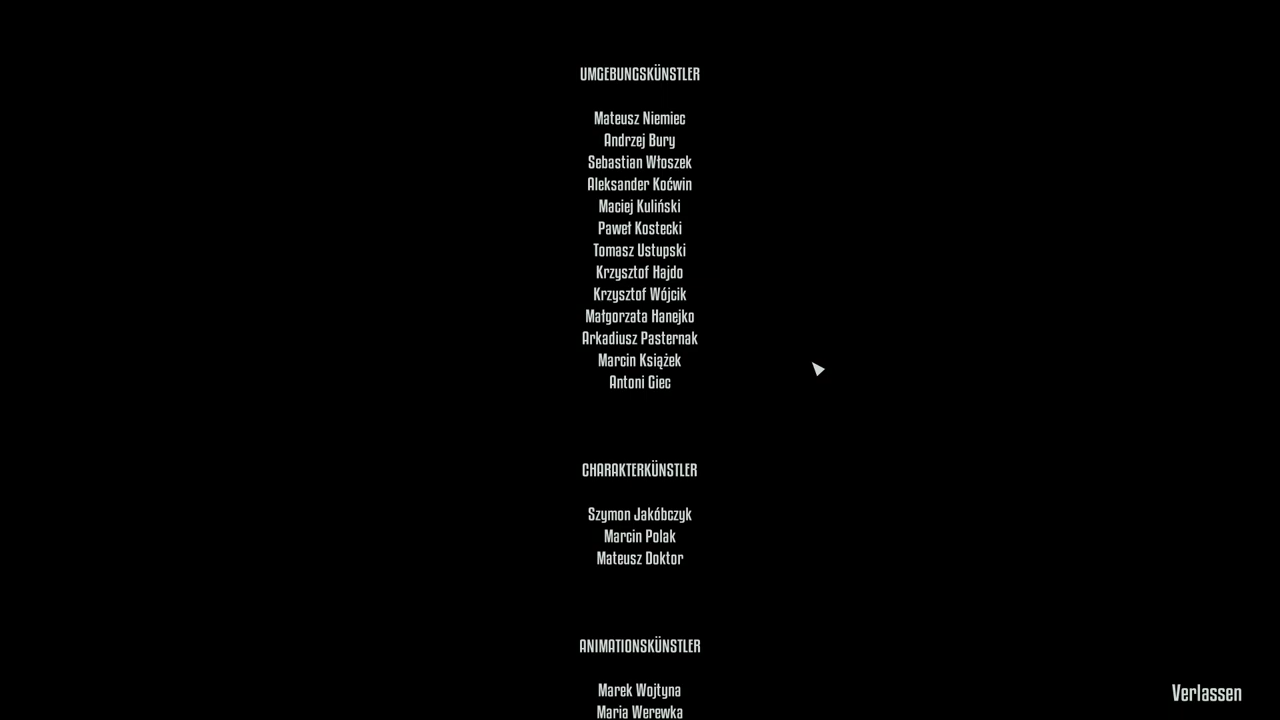 UMGEBUNGSKÜNSTLER
Mateusz Niemiec
Andrzej Bury
Sebastian Włoszek
Aleksander Koćwin
Maciej Kuliński
Paweł Kostecki
Tomasz Ustupski
Krzysztof Hajdo
Krzysztof Wójcik
Małgorzata Hanejko
Arkadiusz Pasternak
Marcin Książek
Antoni Giec
CHARAKTERKÜNSTLER
Szymon Jakóbczyk
Marcin Polak
Mateusz Doktor
ANIMATIONSKÜNSTLER
Marek Wojtyna
Maria Werewka
Verlassen